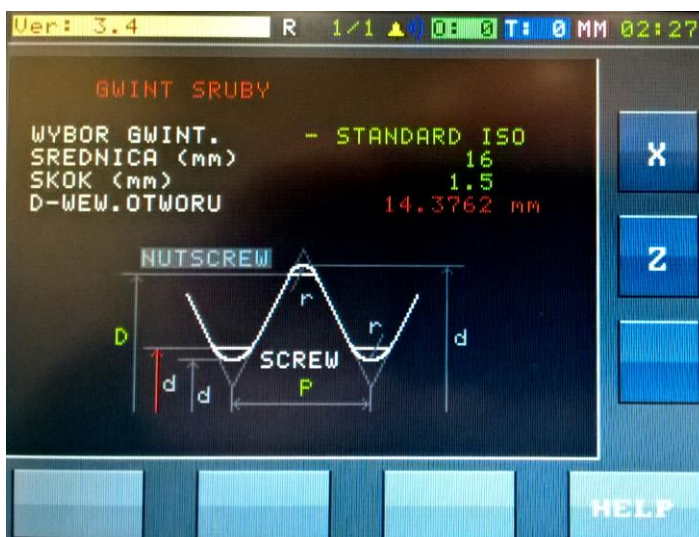 Ver: 3.4 R 1/1 O: 0 T: 0 MM 02:27
GWINT SRUBY
WYBOR GWINT. - STANDARD ISO
SREDNICA (mm) 16
SKOK (mm) 1.5
D-WEW.OTWORU 14.3762 mm
X
Z
NUTSCREW
r
r
D
d
SCREW
d
d
P
HELP